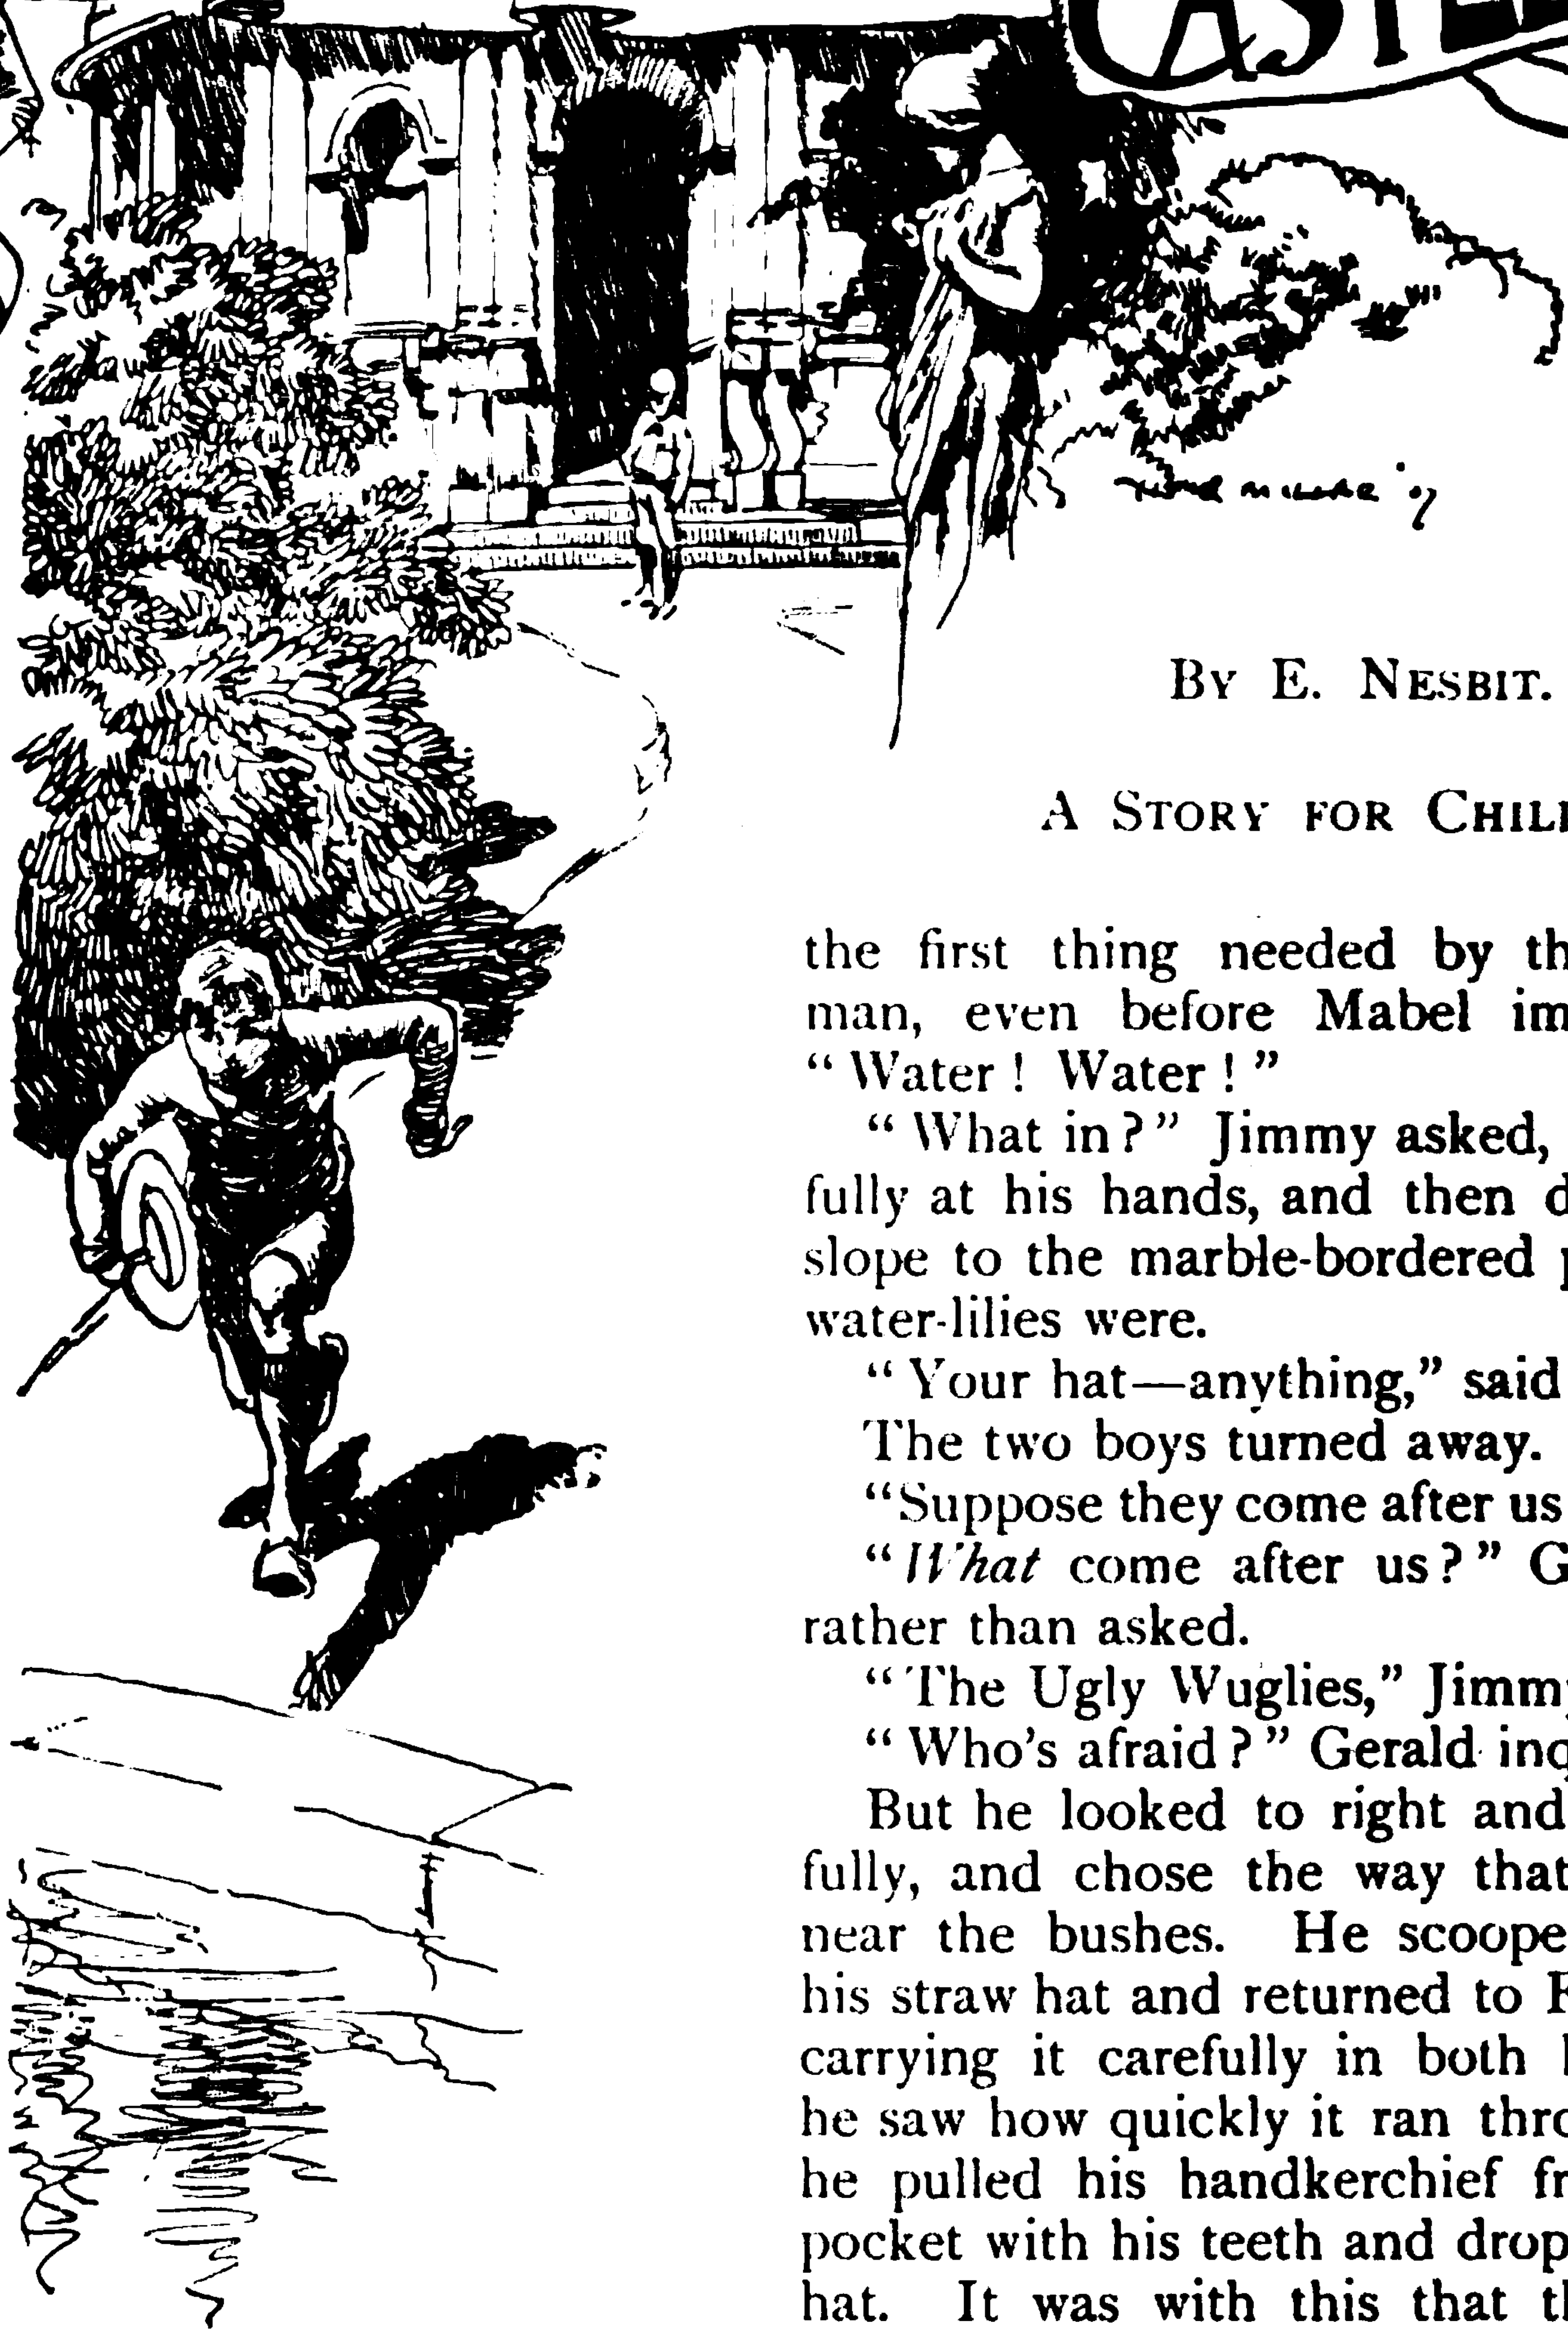 CASTLE
By E. Nesbit.
A Story for Chil
the first thing needed by th
man, even before Mabel im
“Water! Water!”
“What in?” Jimmy asked,
fully at his hands, and then d
slope to the marble-bordered p
water-lilies were.
“Your hat—anything,” said
The two boys turned away.
“Suppose they come after us
“What come after us?” G
rather than asked.
“The Ugly Wuglies,” Jimm
“Who's afraid?” Gerald inq
But he looked to right and
fully, and chose the way that
near the bushes. He scoope
his straw hat and returned to
carrying it carefully in both
he saw how quickly it ran thro
he pulled his handkerchief fr
pocket with his teeth and drop
hat. It was with this that th